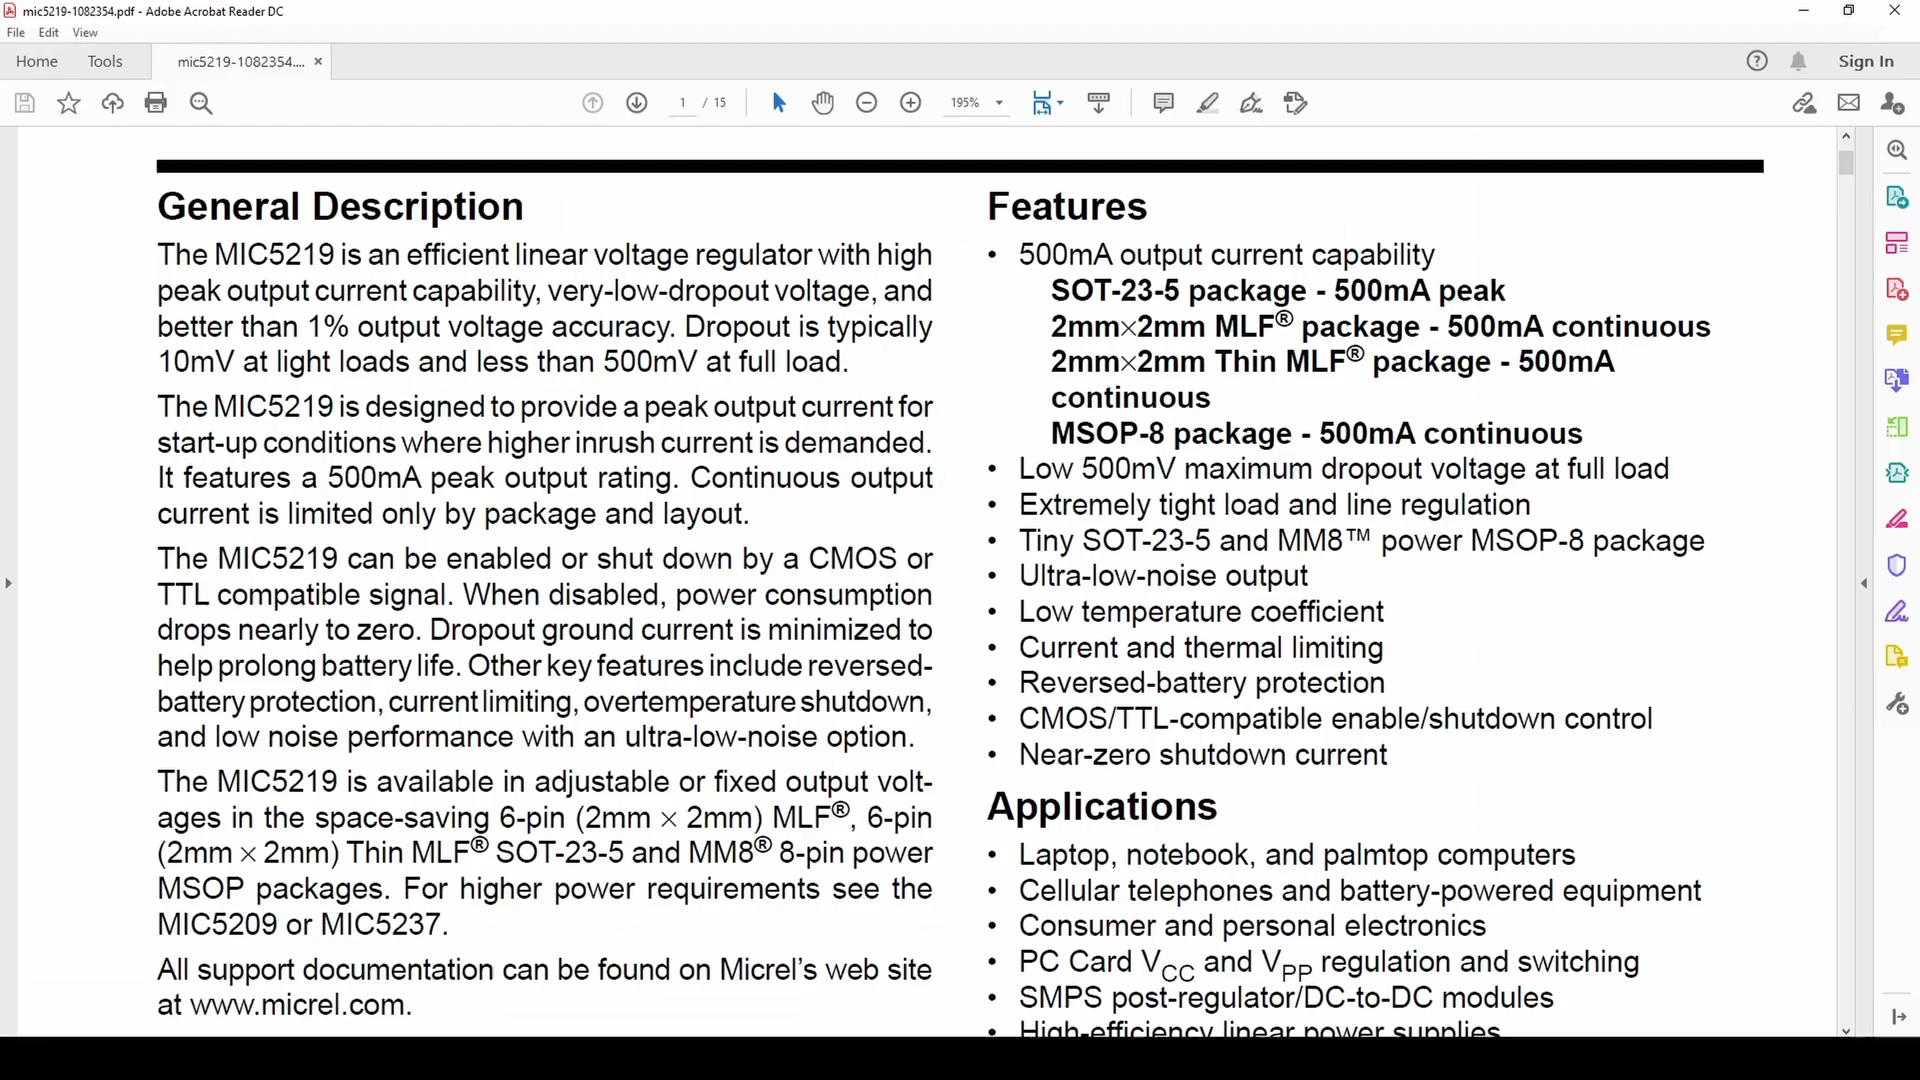 mic5219-1082354.pdf - Adobe Acrobat Reader DC
File Edit View
Home Tools mic5219-1082354.... × Sign In
1 / 15 195%
General Description
The MIC5219 is an efficient linear voltage regulator with high
peak output current capability, very-low-dropout voltage, and
better than 1% output voltage accuracy. Dropout is typically
10mV at light loads and less than 500mV at full load.
The MIC5219 is designed to provide a peak output current for
start-up conditions where higher inrush current is demanded.
It features a 500mA peak output rating. Continuous output
current is limited only by package and layout.
The MIC5219 can be enabled or shut down by a CMOS or
TTL compatible signal. When disabled, power consumption
drops nearly to zero. Dropout ground current is minimized to
help prolong battery life. Other key features include reversed-
battery protection, current limiting, overtemperature shutdown,
and low noise performance with an ultra-low-noise option.
The MIC5219 is available in adjustable or fixed output volt-
ages in the space-saving 6-pin (2mm × 2mm) MLF®, 6-pin
(2mm × 2mm) Thin MLF® SOT-23-5 and MM8® 8-pin power
MSOP packages. For higher power requirements see the
MIC5209 or MIC5237.
All support documentation can be found on Micrel's web site
at www.micrel.com.
Features
• 500mA output current capability
SOT-23-5 package - 500mA peak
2mm×2mm MLF® package - 500mA continuous
2mm×2mm Thin MLF® package - 500mA
continuous
MSOP-8 package - 500mA continuous
• Low 500mV maximum dropout voltage at full load
• Extremely tight load and line regulation
• Tiny SOT-23-5 and MM8™ power MSOP-8 package
• Ultra-low-noise output
• Low temperature coefficient
• Current and thermal limiting
• Reversed-battery protection
• CMOS/TTL-compatible enable/shutdown control
• Near-zero shutdown current
Applications
• Laptop, notebook, and palmtop computers
• Cellular telephones and battery-powered equipment
• Consumer and personal electronics
• PC Card VCC and VPP regulation and switching
• SMPS post-regulator/DC-to-DC modules
• High-efficiency linear power supplies